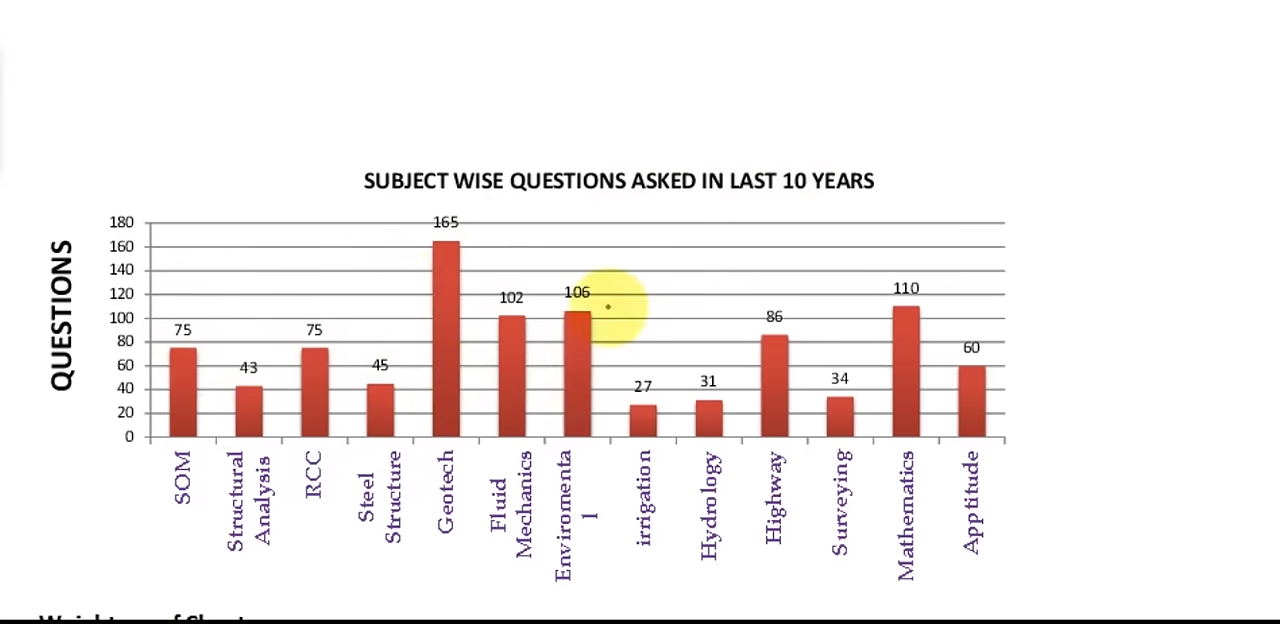 SUBJECT WISE QUESTIONS ASKED IN LAST 10 YEARS
QUESTIONS
180
160
140
120
100
80
60
40
20
0
75
43
75
45
165
102
106
27
31
86
34
110
60
SOM
Structural
Analysis
RCC
Steel
Structure
Geotech
Fluid
Mechanics
Enviromenta
l
irrigation
Hydrology
Highway
Surveying
Mathematics
Apptitude